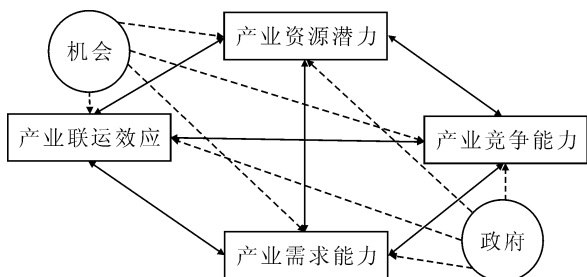 机会
产业资源潜力
产业联运效应
产业竞争能力
产业需求能力
政府